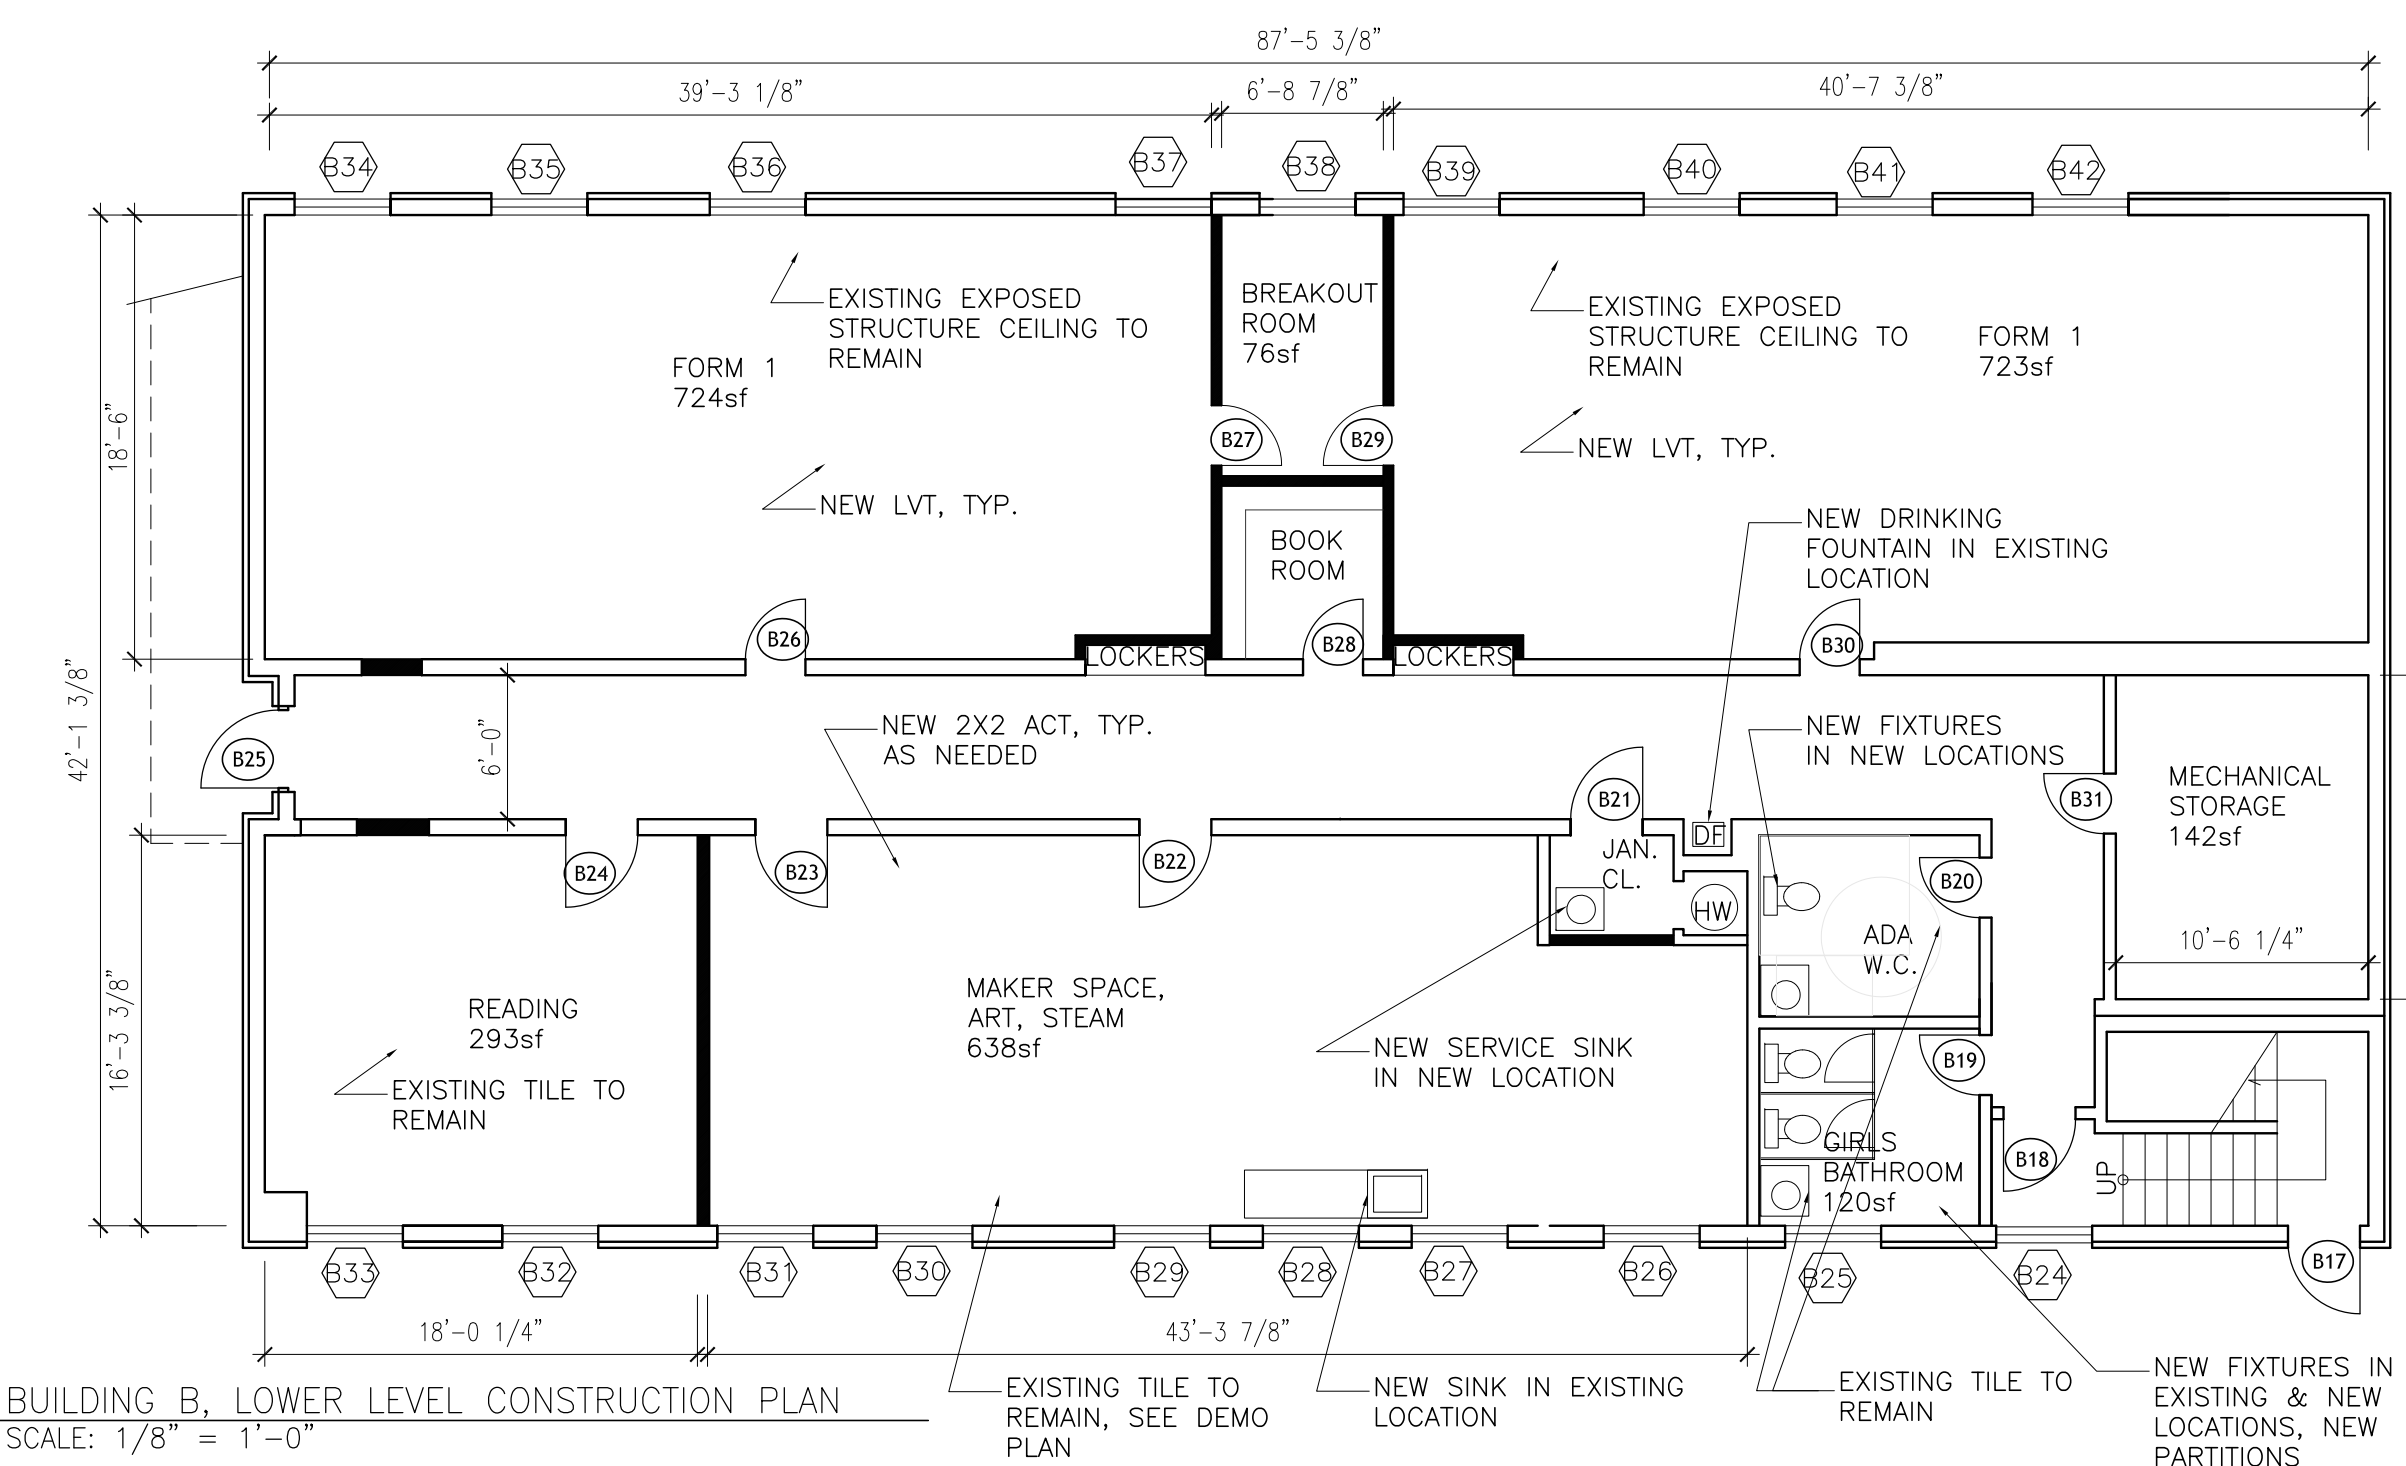 87'-5 3/8"
39'-3 1/8"
6'-8 7/8"
40'-7 3/8"
B34
B35
B36
B37
B38
B39
B40
B41
B42
EXISTING EXPOSED
STRUCTURE CEILING TO
REMAIN
FORM 1
724sf
NEW LVT, TYP.
BREAKOUT
ROOM
76sf
B27
B29
EXISTING EXPOSED
STRUCTURE CEILING TO
REMAIN
FORM 1
723sf
NEW LVT, TYP.
BOOK
ROOM
NEW DRINKING
FOUNTAIN IN EXISTING
LOCATION
18'-6"
42'-1 3/8"
16'-3 3/8"
B26
LOCKERS
B28
LOCKERS
B30
B25
6'-0"
NEW 2X2 ACT, TYP.
AS NEEDED
NEW FIXTURES
IN NEW LOCATIONS
MECHANICAL
STORAGE
142sf
B31
B21
DF
B24
B23
B22
JAN.
CL.
HW
B20
ADA
W.C.
10'-6 1/4"
READING
293sf
EXISTING TILE TO
REMAIN
MAKER SPACE,
ART, STEAM
638sf
NEW SERVICE SINK
IN NEW LOCATION
B19
GIRLS
BATHROOM
120sf
B18
UP
B17
B33
B32
B31
B30
B29
B28
B27
B26
B25
B24
18'-0 1/4"
43'-3 7/8"
EXISTING TILE TO
REMAIN, SEE DEMO
PLAN
NEW SINK IN EXISTING
LOCATION
EXISTING TILE TO
REMAIN
NEW FIXTURES IN
EXISTING & NEW
LOCATIONS, NEW
PARTITIONS
BUILDING B, LOWER LEVEL CONSTRUCTION PLAN
SCALE: 1/8" = 1'-0"